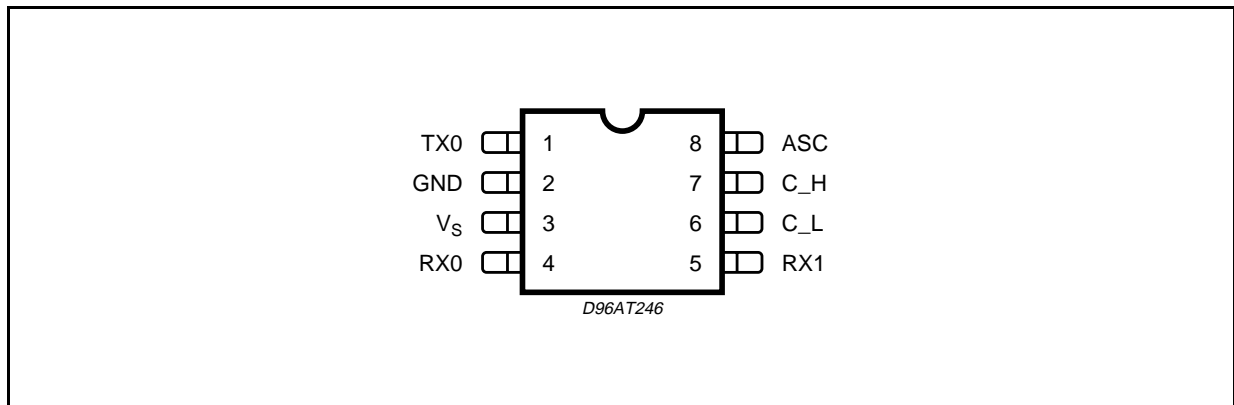 TX0 1 8 ASC
GND 2 7 C_H
VS 3 6 C_L
RX0 4 5 RX1
D96AT246